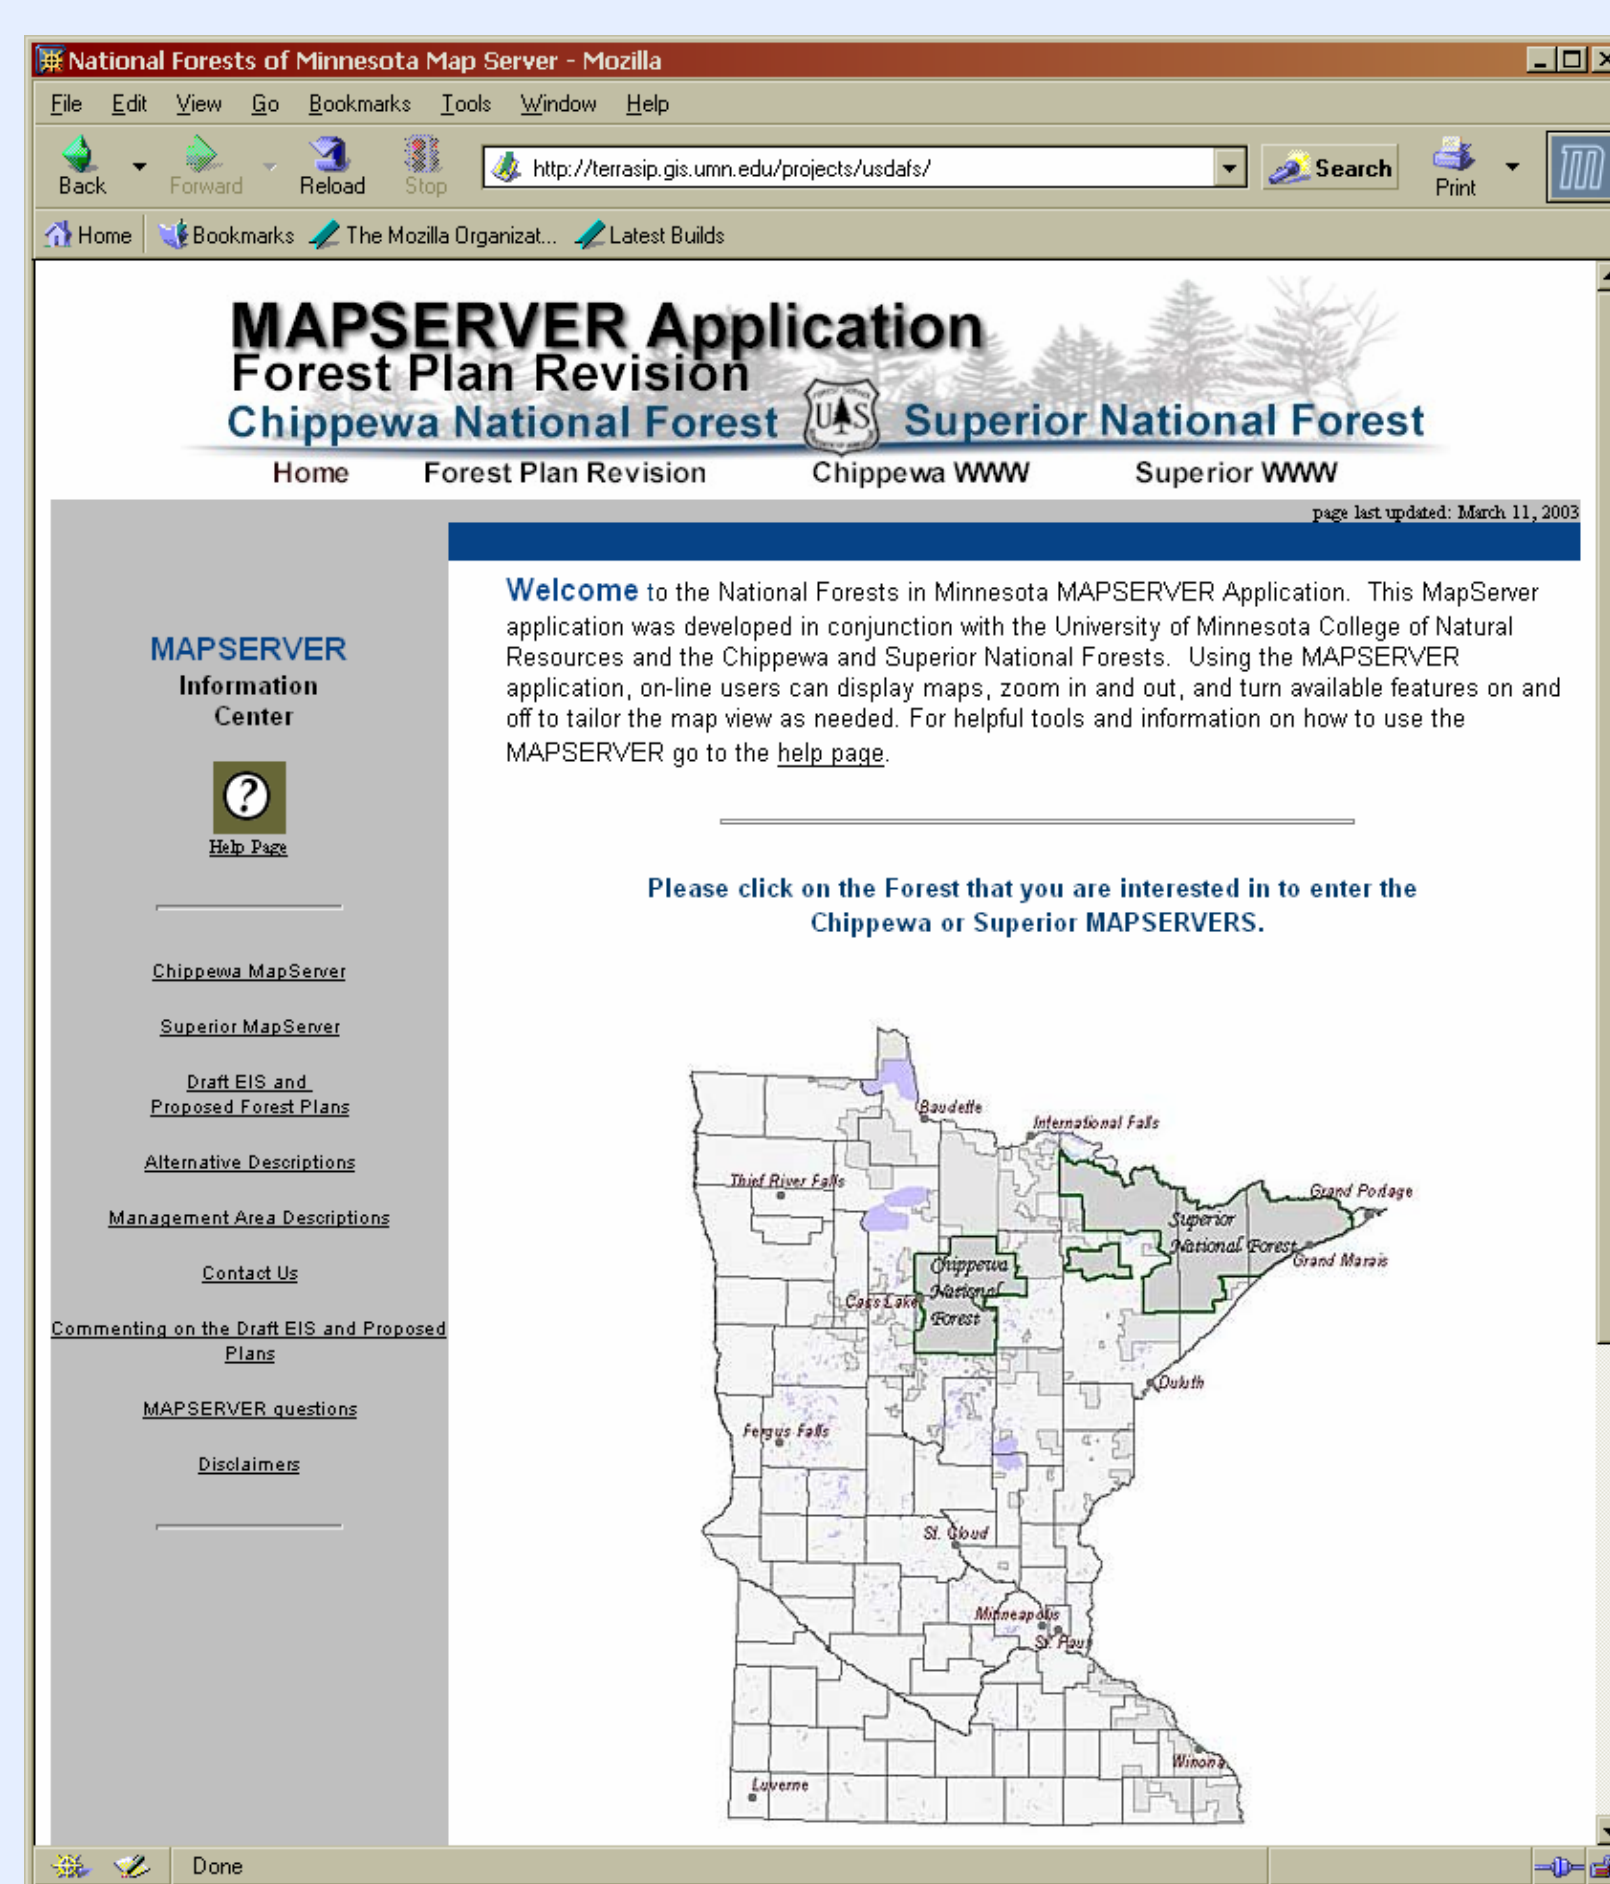 National Forests of Minnesota Map Server - Mozilla
File Edit View Go Bookmarks Tools Window Help
Back Forward Reload Stop http://terrasip.gis.umn.edu/projects/usdafs/ Search Print
Home Bookmarks The Mozilla Organizat... Latest Builds
MAPSERVER Application
Forest Plan Revision
Chippewa National Forest UAS Superior National Forest
Home Forest Plan Revision Chippewa WWW Superior WWW
page last updated: March 11, 2003
MAPSERVER
Information
Center
?
Help Page
Chippewa MapServer
Superior MapServer
Draft EIS and
Proposed Forest Plans
Alternative Descriptions
Management Area Descriptions
Contact Us
Commenting on the Draft EIS and Proposed
Plans
MAPSERVER questions
Disclaimers
Welcome to the National Forests in Minnesota MAPSERVER Application. This MapServer
application was developed in conjunction with the University of Minnesota College of Natural
Resources and the Chippewa and Superior National Forests. Using the MAPSERVER
application, on-line users can display maps, zoom in and out, and turn available features on and
off to tailor the map view as needed. For helpful tools and information on how to use the
MAPSERVER go to the help page.
Please click on the Forest that you are interested in to enter the
Chippewa or Superior MAPSERVERS.
Baudette
International Falls
Thief River Falls
Grand Portage
Superior
National Forest
Grand Marais
Chippewa
National
Forest
Cass Lake
Duluth
Fergus Falls
St. Cloud
Minneapolis
St. Paul
Winona
Luverne
Done